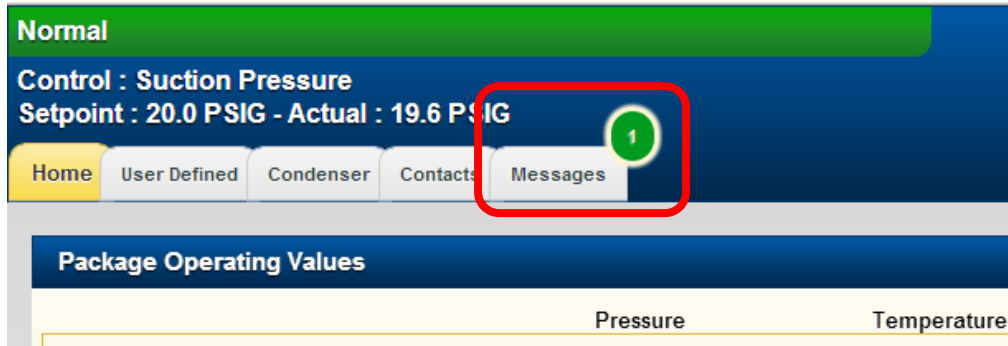 Normal
Control : Suction Pressure
Setpoint : 20.0 PSIG - Actual : 19.6 PSIG
1
Home User Defined Condenser Contacts Messages
Package Operating Values
Pressure Temperature